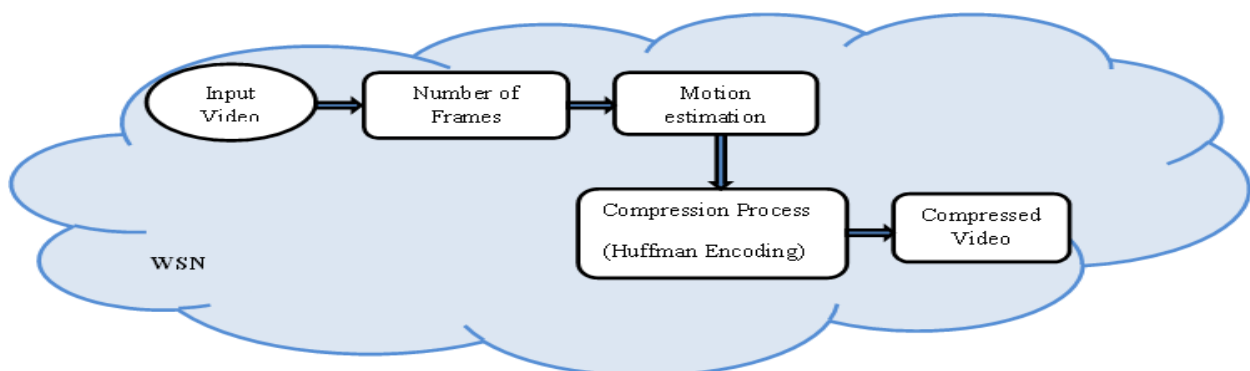 Input
Video
Number of
Frames
Motion
estimation
Compression Process
(Huffman Encoding)
Compressed
Video
WSN